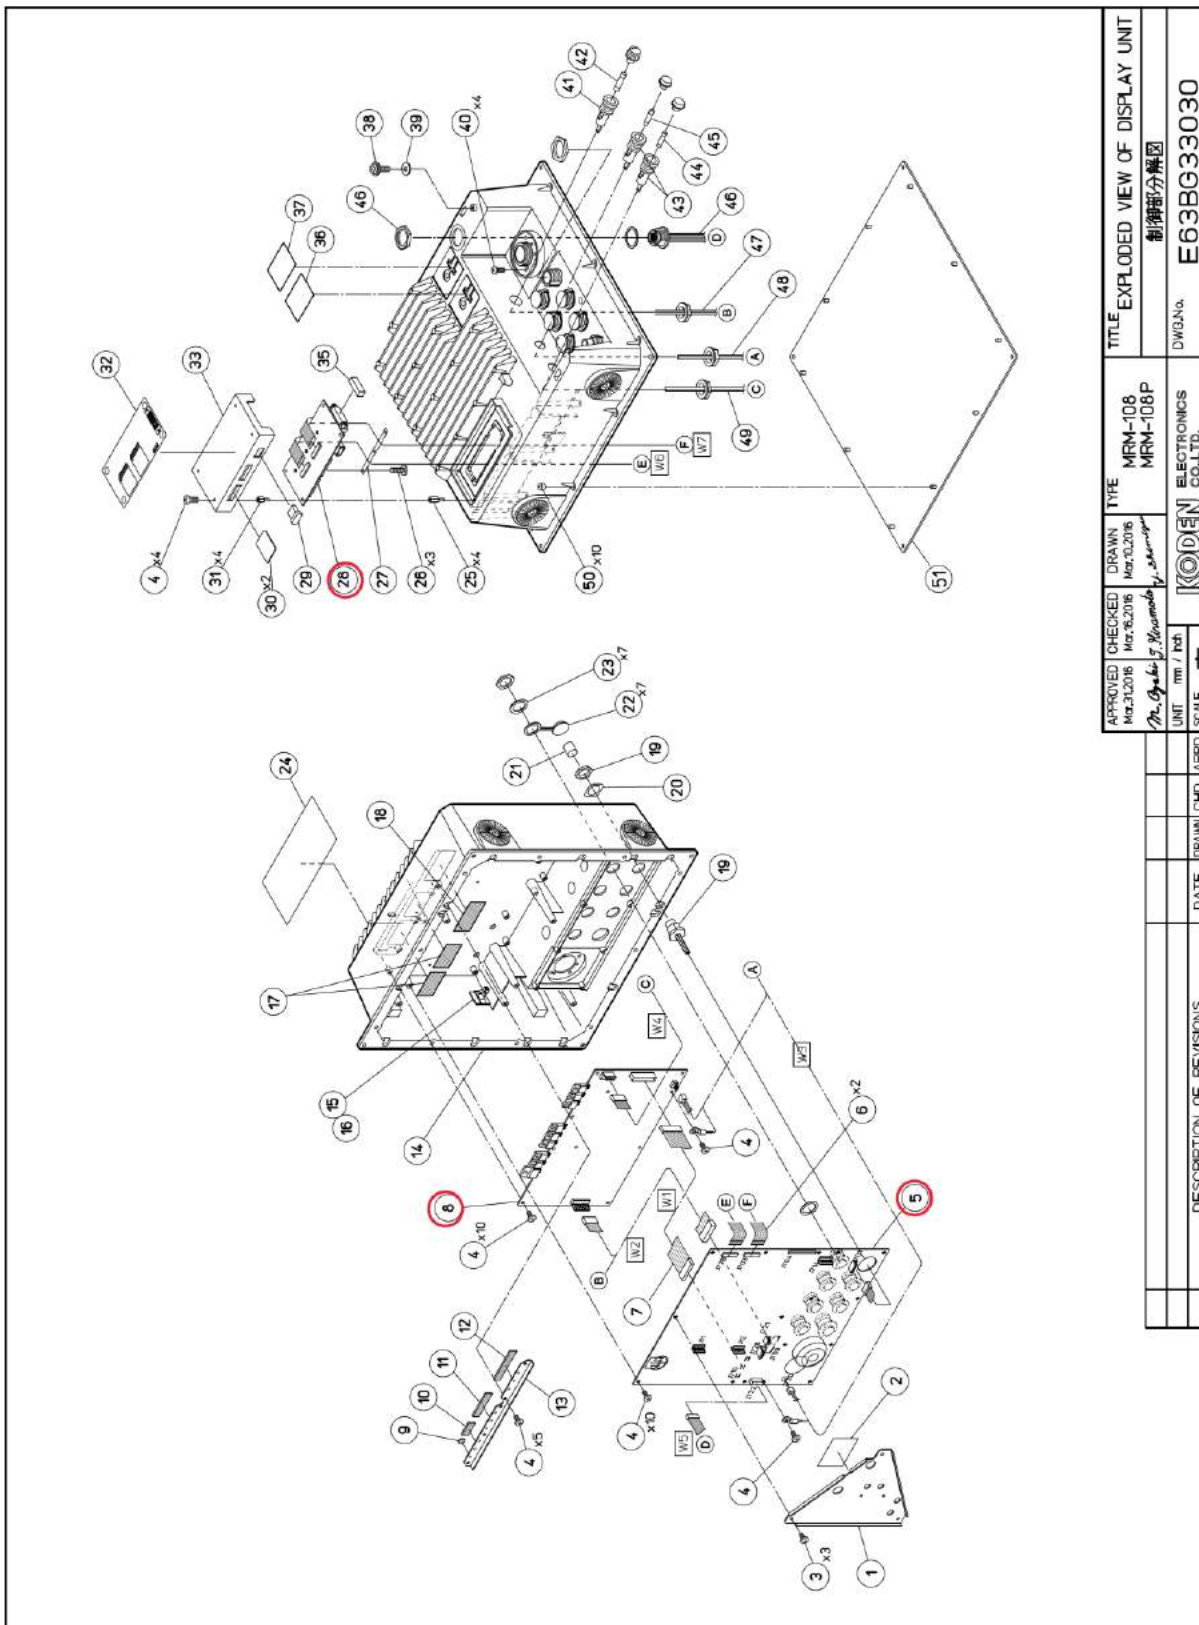 TITLE
EXPLODED VIEW OF DISPLAY UNIT
制御部分解図
DWG.No.
E63BG33030
TYPE
MRM-108
MRM-108P
KODEN ELECTRONICS
CO.,LTD.
APPROVED
Mar.31.2016
CHECKED
Mar.16.2016
DRAWN
Mar.10.2016
UNIT
mm / inch
SCALE
DESCRIPTION OF REVISIONS
DATE
DRAWN
CHD
APPD
32
33
4 x4
31 x4
30 x2
29
28
27
26 x3
25 x4
35
36
37
38
39
40 x4
46
41
42
45
44
43
46
D
47
B
48
A
49
C
F
W7
E
W6
50 x10
51
24
18
17
15
16
14
23 x7
22 x7
21
19
20
19
8
4 x10
12
11
10
9
13
4 x5
B
W2
W1
W4
C
A
W3
4
6 x2
E
F
7
5
4 x10
W5
D
4
2
3 x3
1